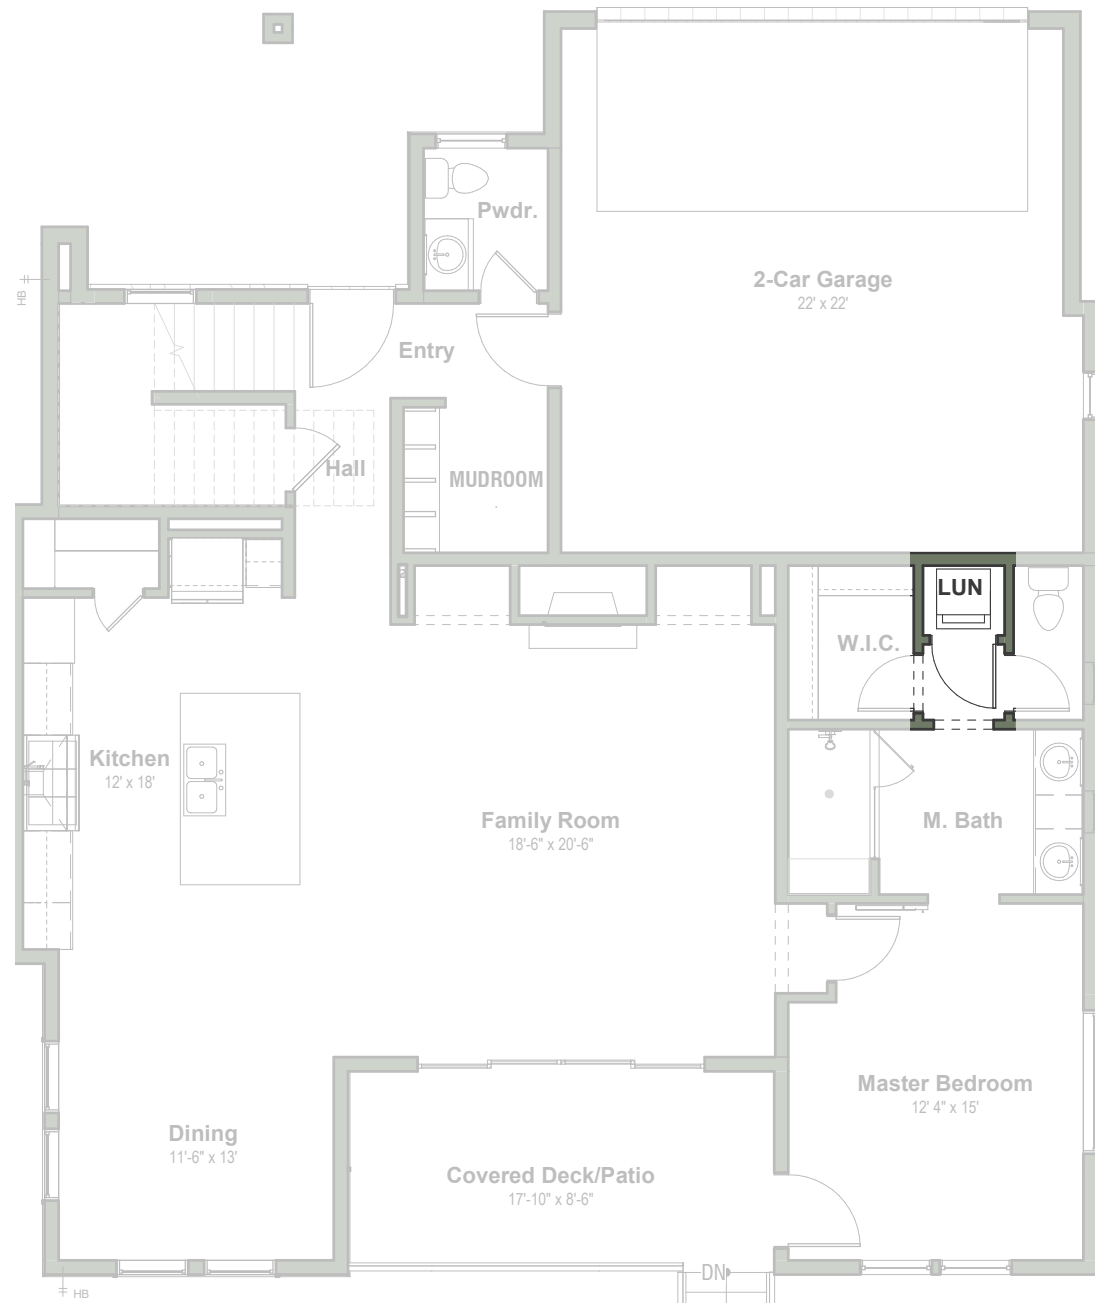 Pwdr.
2-Car Garage
22' x 22'
HB
Entry
Hall
MUDROOM
LUN
W.I.C.
Kitchen
12' x 18'
Family Room
18'-6" x 20'-6"
M. Bath
Master Bedroom
12' 4" x 15'
Dining
11'-6" x 13'
Covered Deck/Patio
17'-10" x 8'-6"
DN
HB